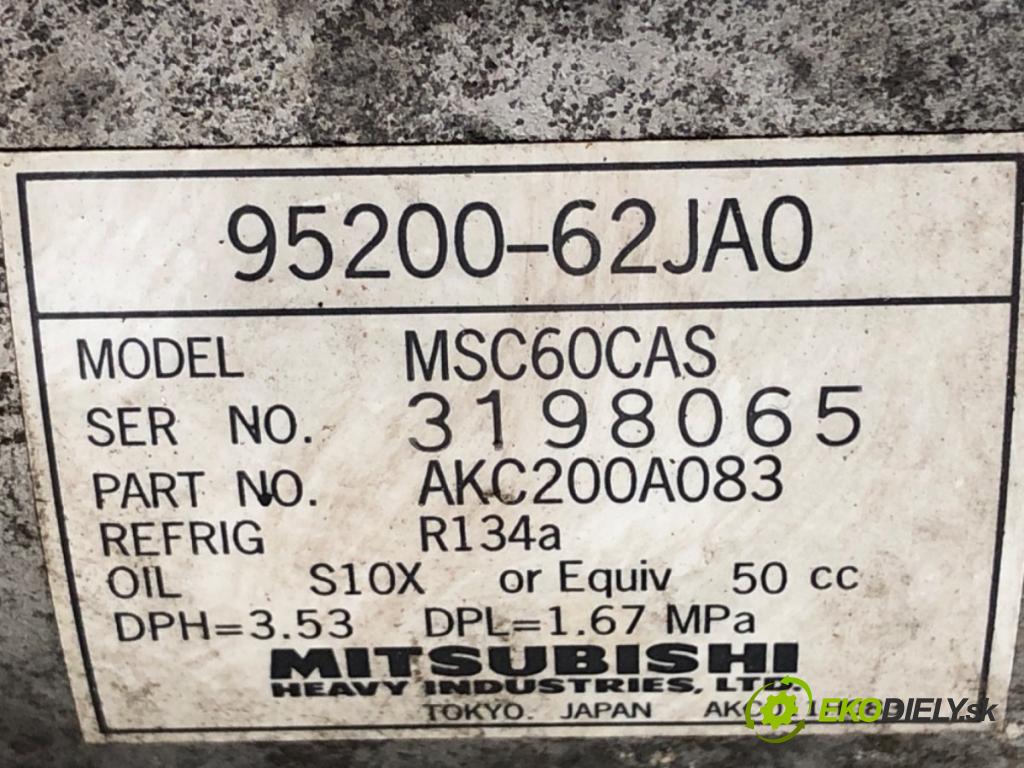 95200-62JA0
MODEL MSC60CAS
SER NO. 3198065
PART NO. AKC200A083
REFRIG R134a
OIL S10X or Equiv 50 cc
DPH=3.53 DPL=1.67 MPa
MITSUBISHI
HEAVY INDUSTRIES, LTD.
TOKYO. JAPAN
EKODIELY.sk